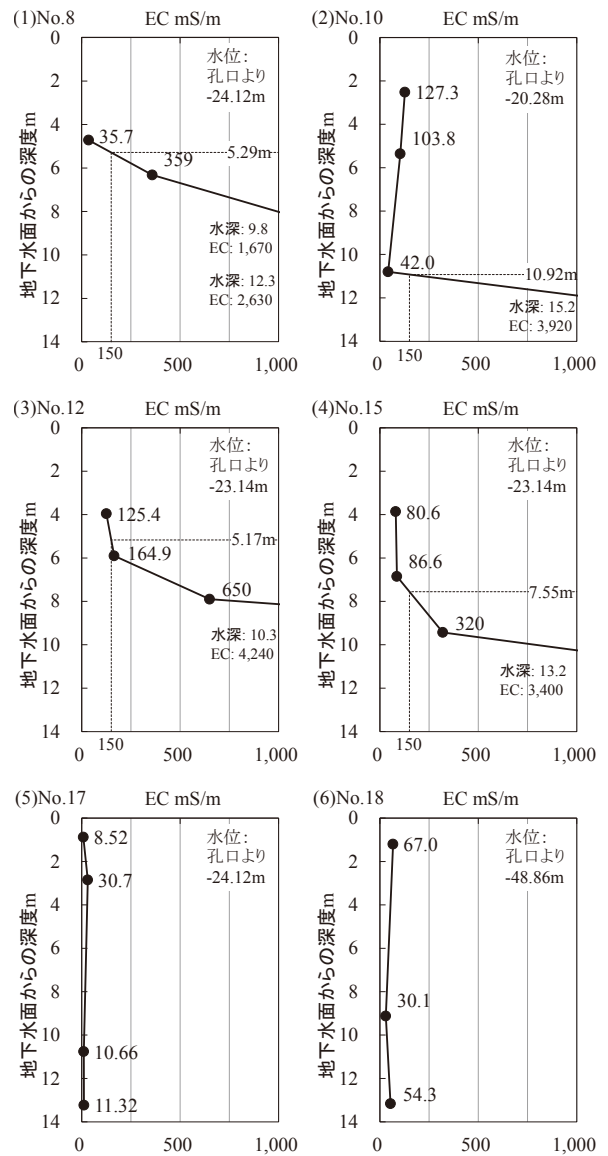 (1)No.8 EC mS/m
0
2
4
6
8
10
12
14
地下水面からの深度m
水位:
孔口より
-24.12m
35.7
359
5.29m
水深: 9.8
EC: 1,670
水深: 12.3
EC: 2,630
150
0 500 1,000
(2)No.10 EC mS/m
0
2
4
6
8
10
12
14
地下水面からの深度m
水位:
孔口より
-20.28m
127.3
103.8
42.0
10.92m
水深: 15.2
EC: 3,920
150
0 500 1,000
(3)No.12 EC mS/m
0
2
4
6
8
10
12
14
地下水面からの深度m
水位:
孔口より
-23.14m
125.4
5.17m
164.9
650
水深: 10.3
EC: 4,240
150
0 500 1,000
(4)No.15 EC mS/m
0
2
4
6
8
10
12
14
地下水面からの深度m
水位:
孔口より
-23.14m
80.6
86.6
7.55m
320
水深: 13.2
EC: 3,400
150
0 500 1,000
(5)No.17 EC mS/m
0
2
4
6
8
10
12
14
地下水面からの深度m
水位:
孔口より
-24.12m
8.52
30.7
10.66
11.32
0 500 1,000
(6)No.18 EC mS/m
0
2
4
6
8
10
12
14
地下水面からの深度m
水位:
孔口より
-48.86m
67.0
30.1
54.3
0 500 1,000